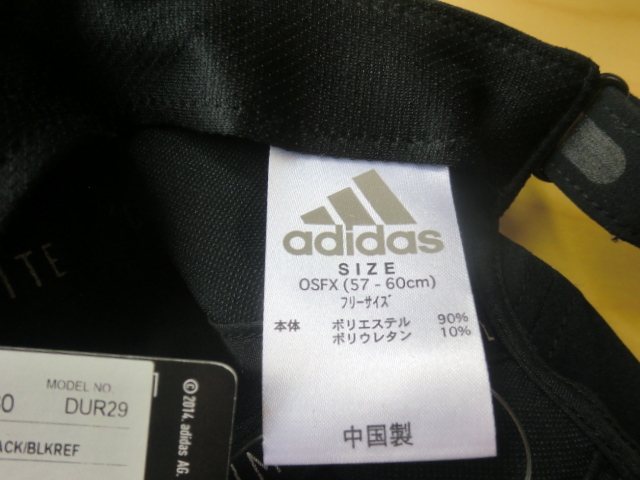 adidas
SIZE
OSFX (57 - 60cm)
フリーサイズ
本体 ポリエステル 90%
ポリウレタン 10%
中国製
MODEL NO.
DUR29
ACK/BLKREF
© 2014, adidas AG.
ITE